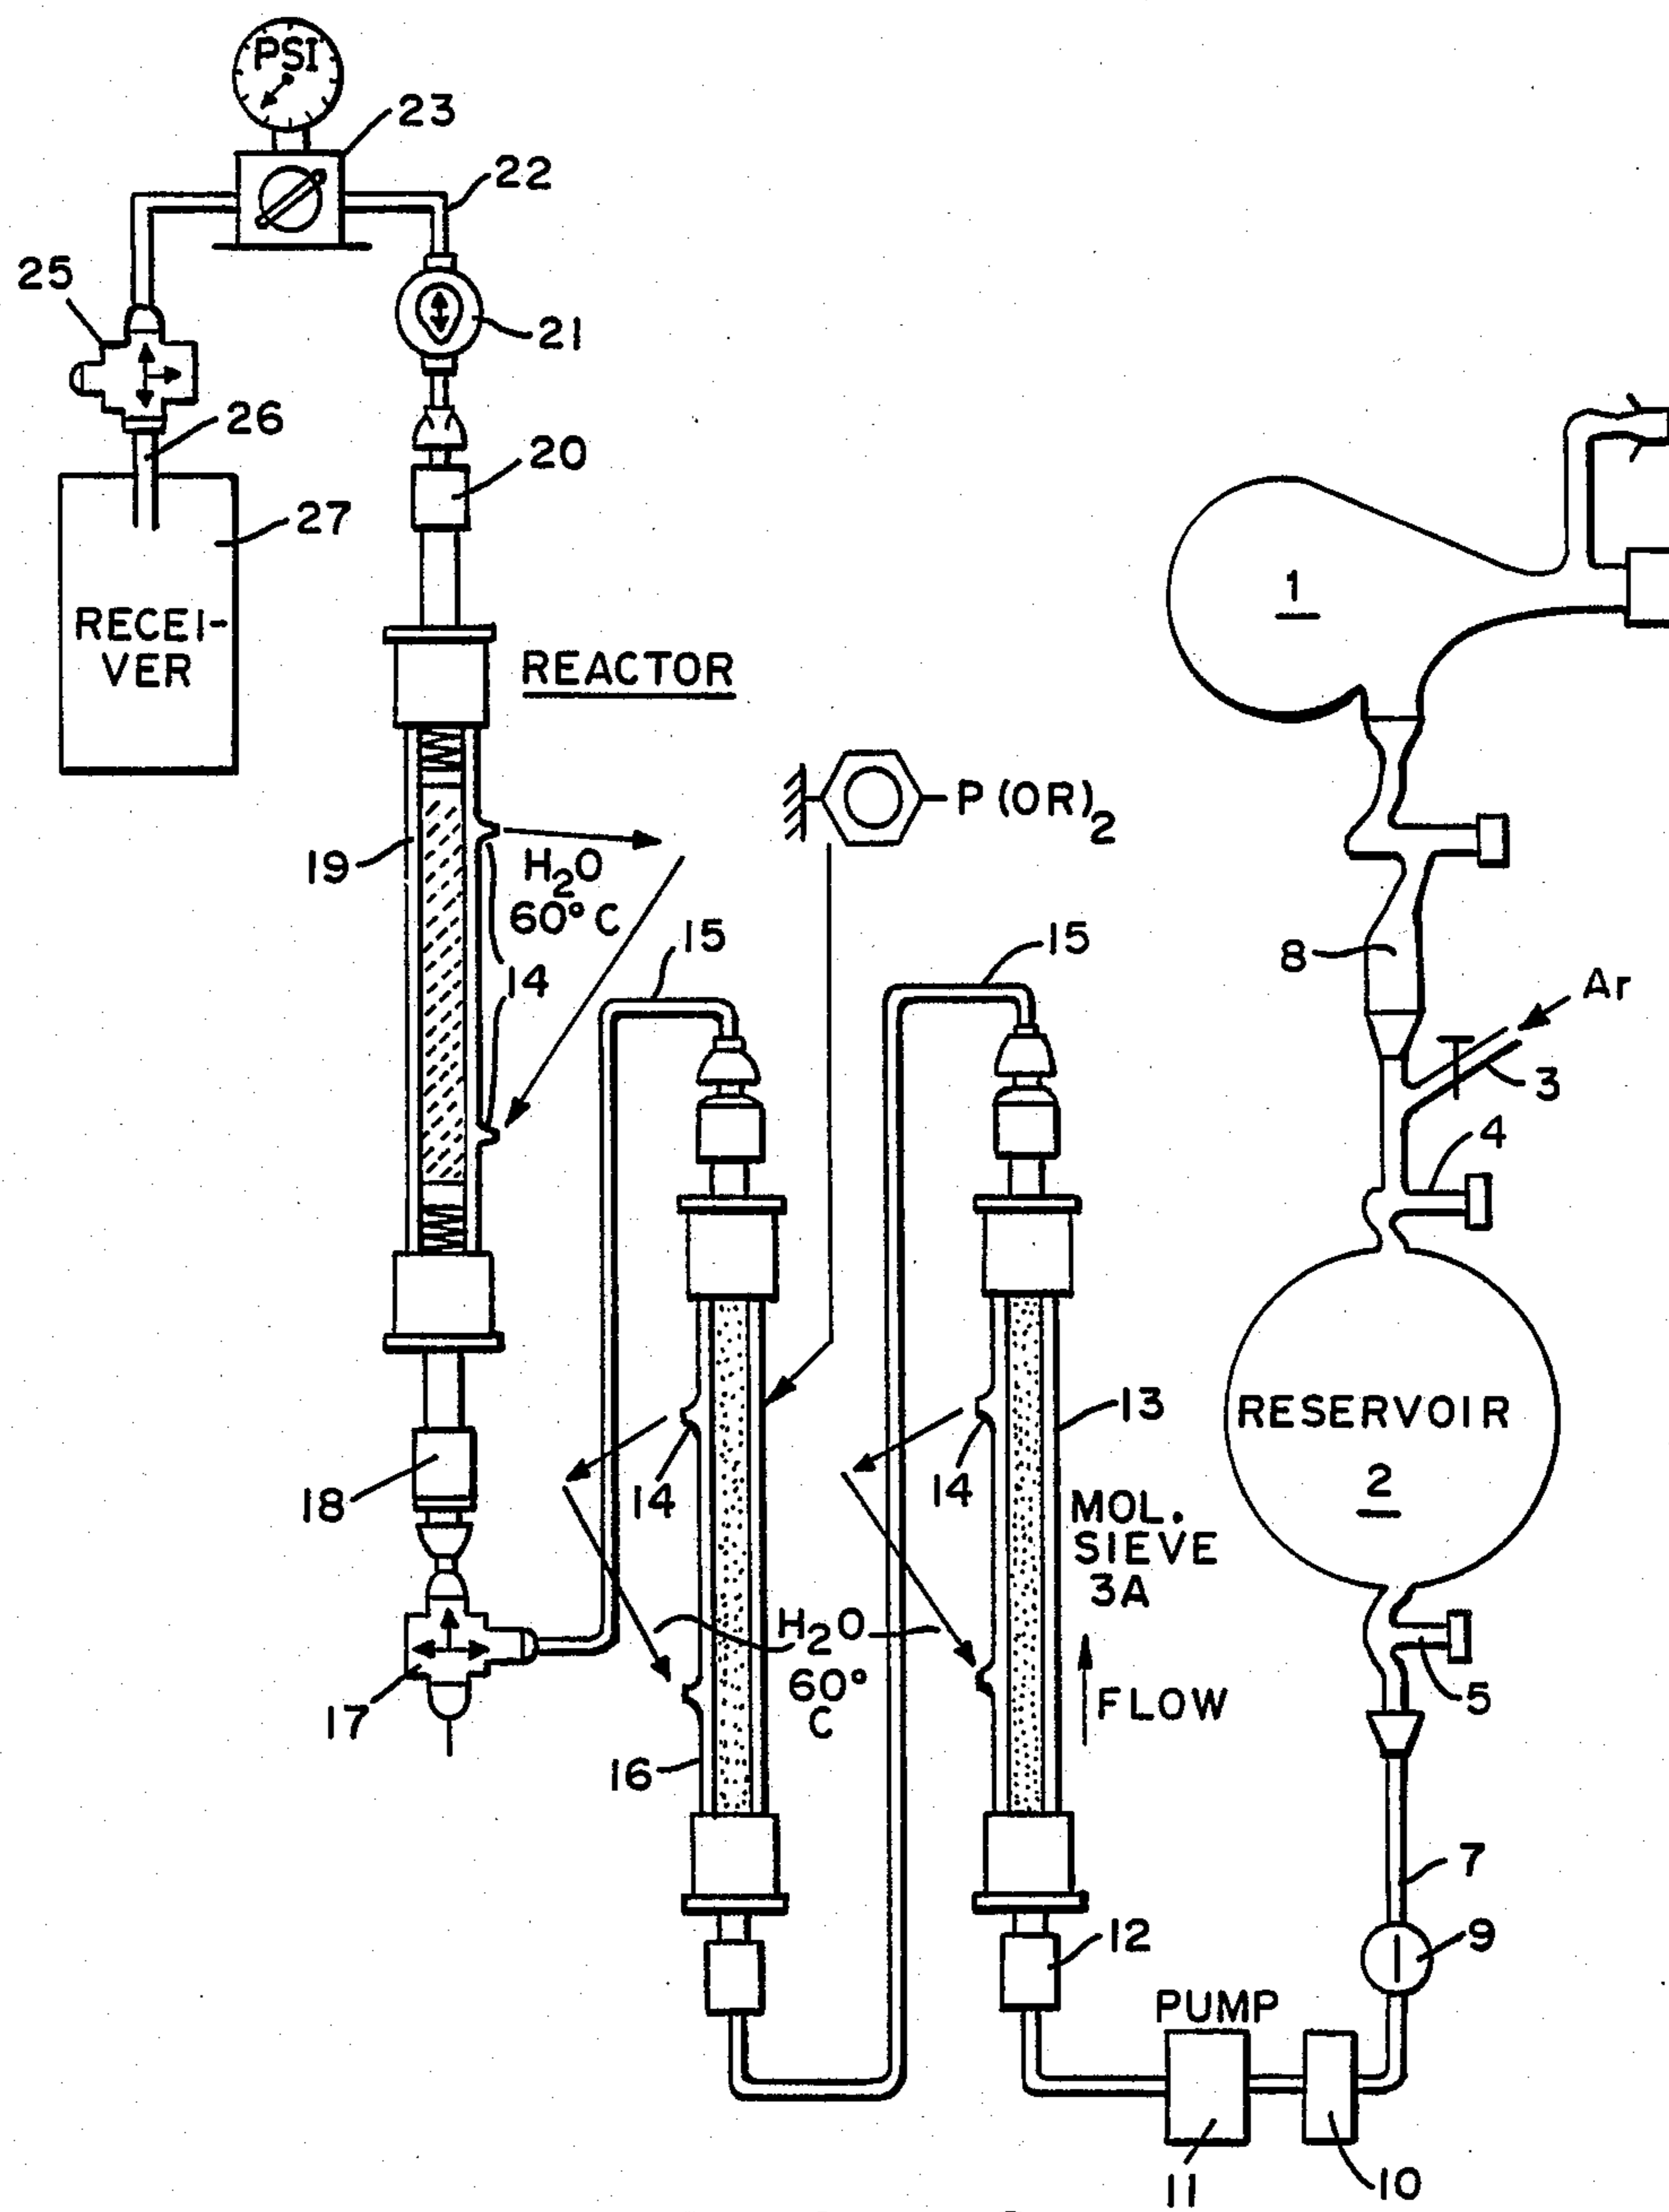 PSI
23
22
25
21
26
20
27
RECEI-
VER
REACTOR
1
P(OR)2
19
H2O
60°C
14
15
15
8
Ar
3
4
13
RESERVOIR
2
14
14
18
MOL.
SIEVE
3A
H2O
60°
C
FLOW
17
5
16
7
12
9
PUMP
11
10